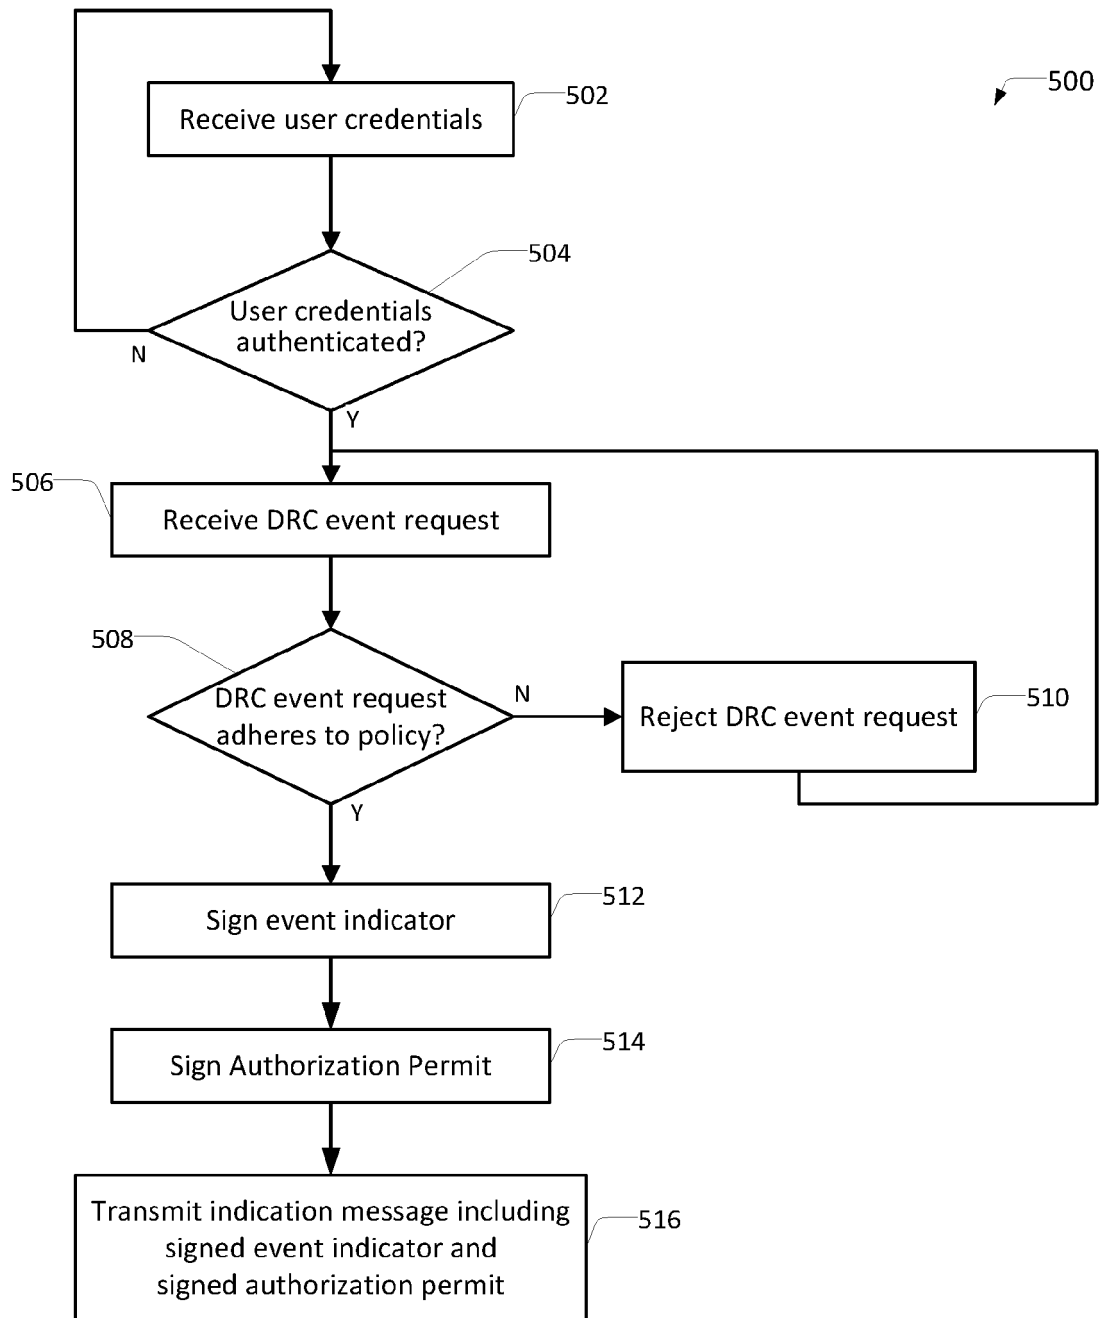 502
500
Receive user credentials
504
User credentials
authenticated?
N
Y
506
Receive DRC event request
508
DRC event request
adheres to policy?
N
Reject DRC event request
510
Y
Sign event indicator
512
Sign Authorization Permit
514
Transmit indication message including
signed event indicator and
signed authorization permit
516